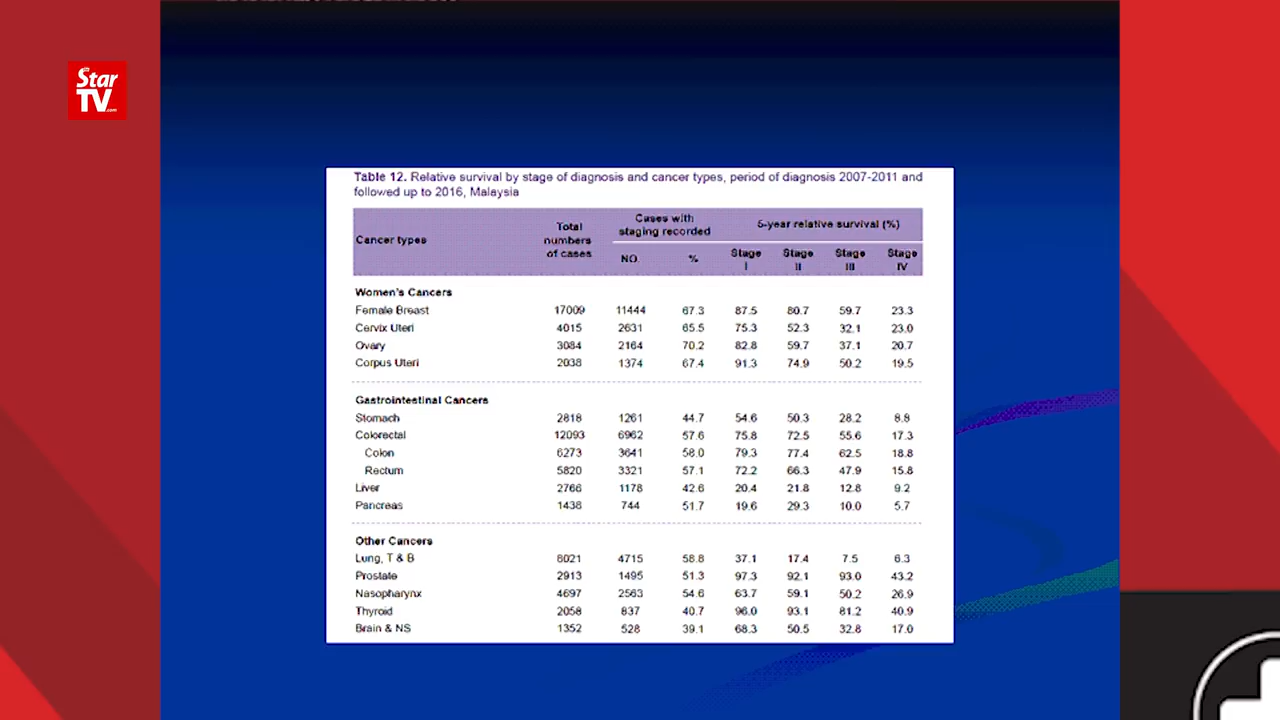 Star
TV.com
Table 12. Relative survival by stage of diagnosis and cancer types, period of diagnosis 2007-2011 and
followed up to 2016, Malaysia
Cancer types Total numbers of cases Cases with staging recorded 5-year relative survival (%)
NO. % Stage I Stage II Stage III Stage IV
Women's Cancers
Female Breast 17009 11444 67.3 87.5 80.7 59.7 23.3
Cervix Uteri 4015 2631 65.5 75.3 52.3 32.1 23.0
Ovary 3084 2164 70.2 82.8 59.7 37.1 20.7
Corpus Uteri 2038 1374 67.4 91.3 74.9 50.2 19.5
Gastrointestinal Cancers
Stomach 2818 1261 44.7 54.6 50.3 28.2 8.8
Colorectal 12093 6962 57.6 75.8 72.5 55.6 17.3
Colon 6273 3641 58.0 79.3 77.4 62.5 18.8
Rectum 5820 3321 57.1 72.2 66.3 47.9 15.8
Liver 2766 1178 42.6 20.4 21.8 12.8 9.2
Pancreas 1438 744 51.7 19.6 29.3 10.0 5.7
Other Cancers
Lung, T & B 8021 4715 58.8 37.1 17.4 7.5 6.3
Prostate 2913 1495 51.3 97.3 92.1 93.0 43.2
Nasopharynx 4697 2563 54.6 63.7 59.1 50.2 26.9
Thyroid 2058 837 40.7 96.0 93.1 81.2 40.9
Brain & NS 1352 528 39.1 68.3 50.5 32.8 17.0